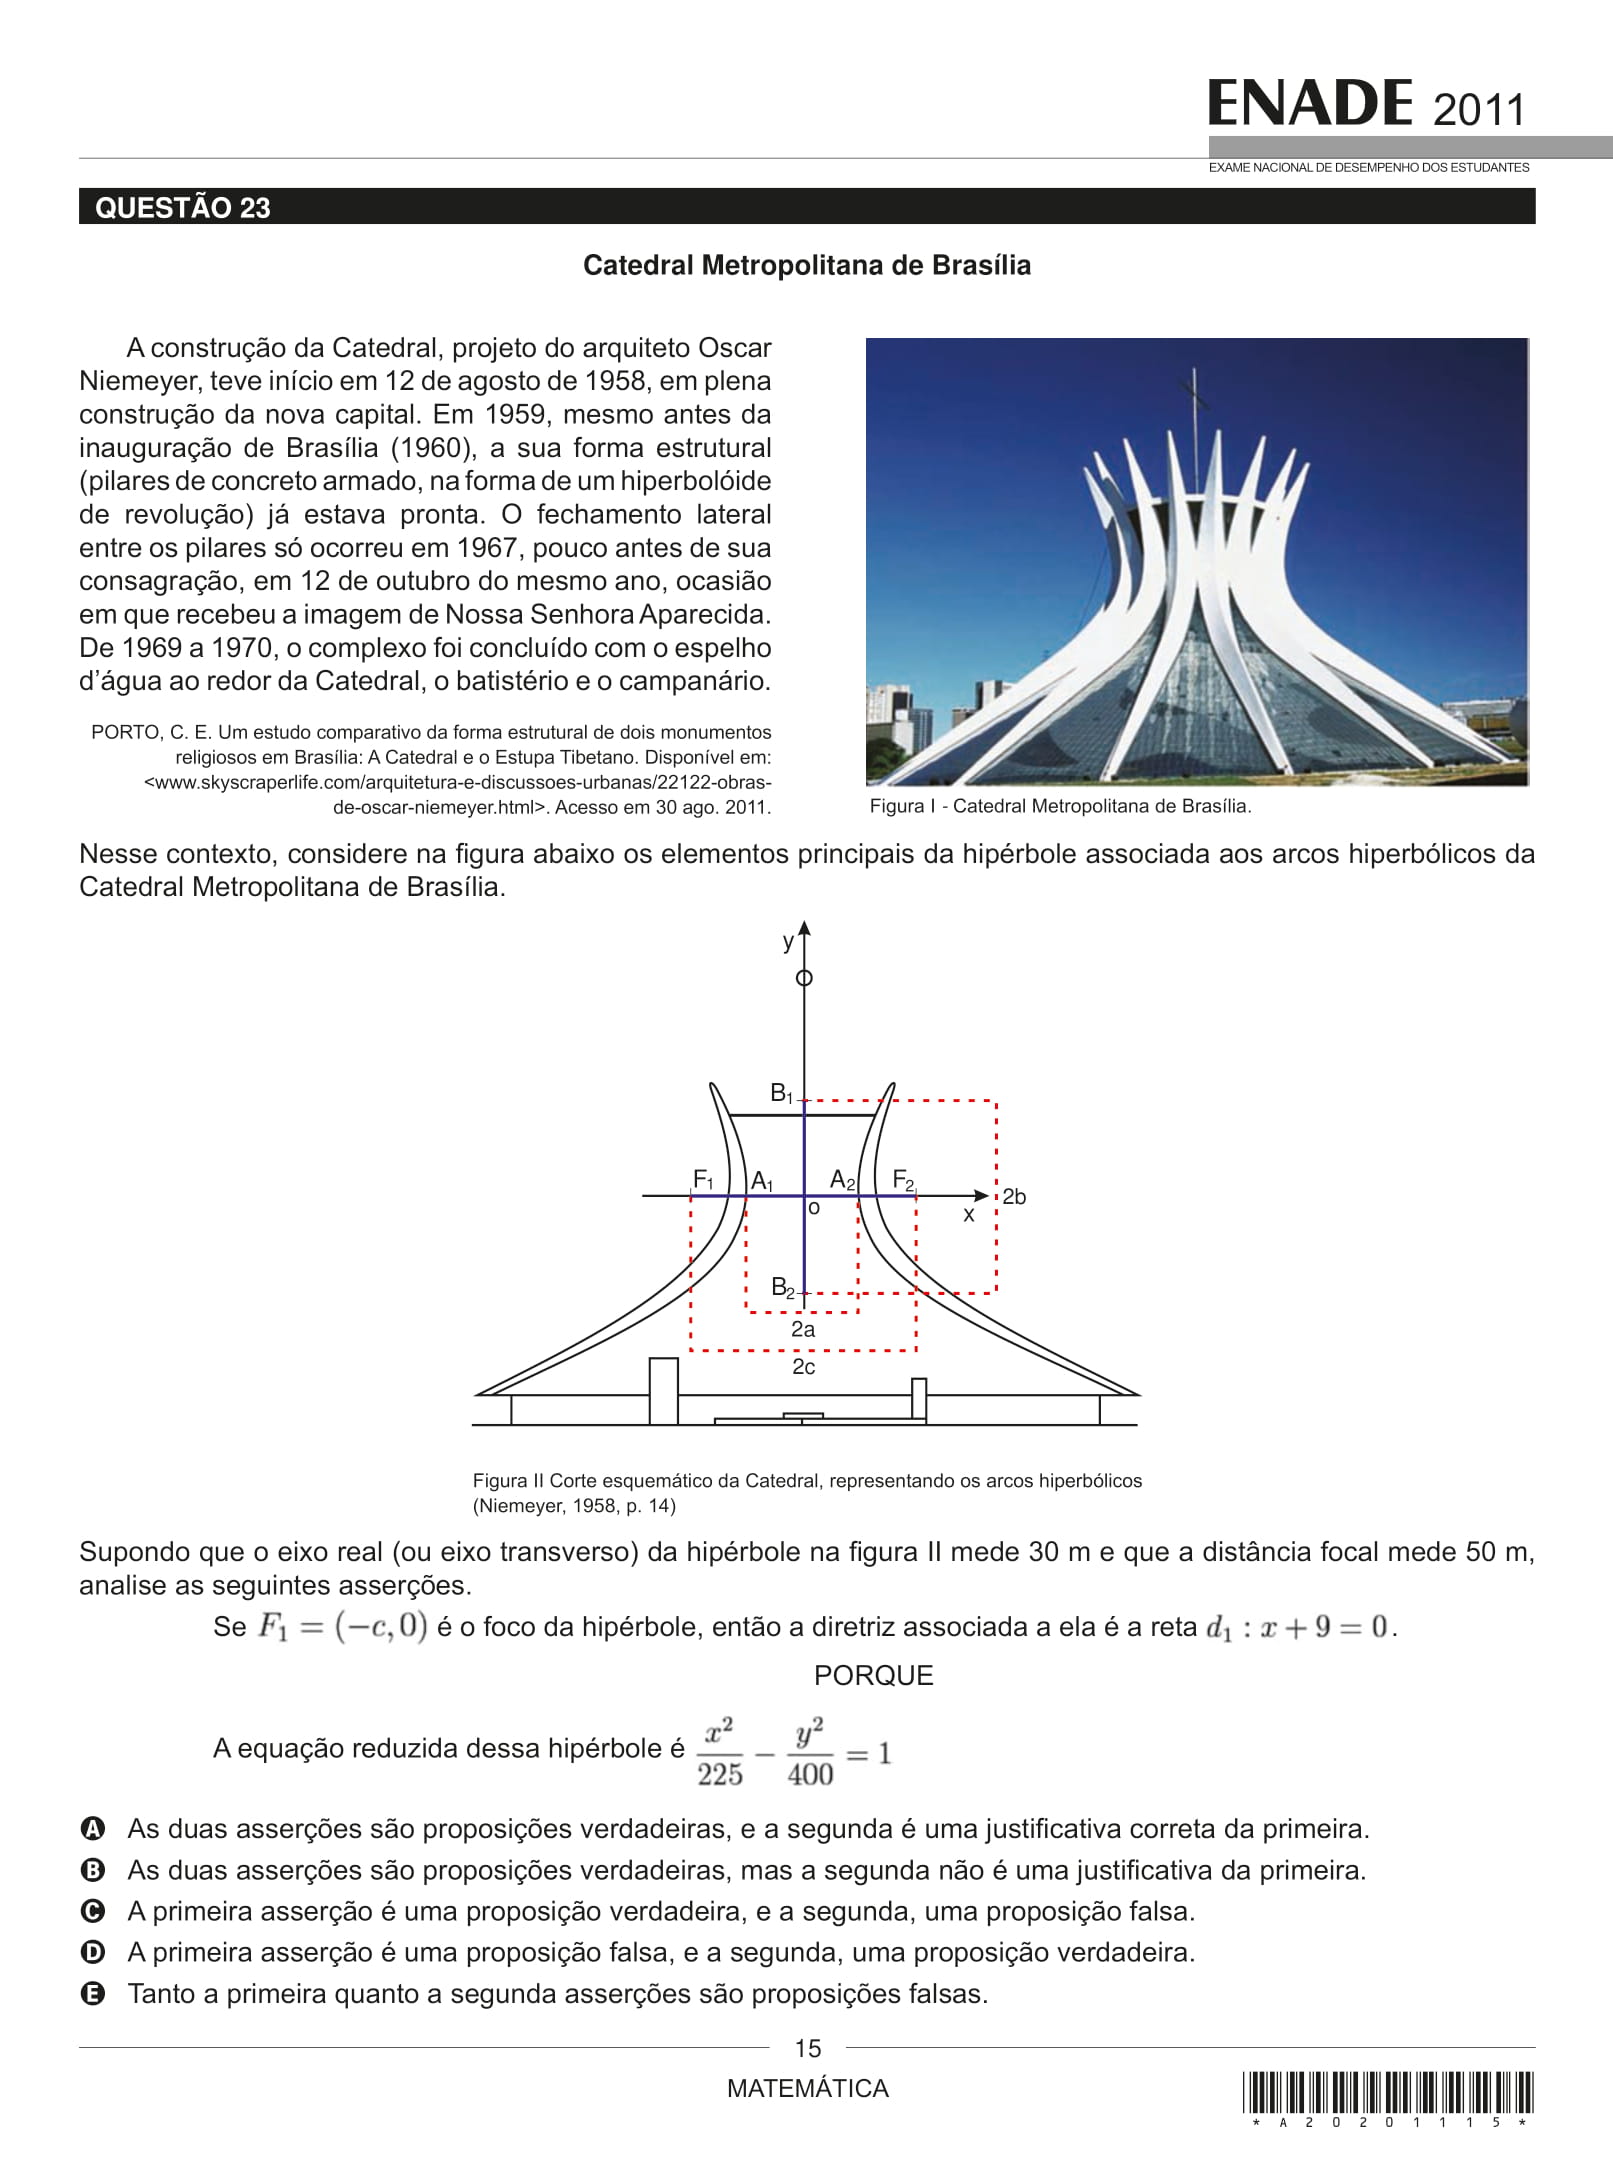 ENADE 2011
EXAME NACIONAL DE DESEMPENHO DOS ESTUDANTES
QUESTÃO 23
Catedral Metropolitana de Brasília
A construção da Catedral, projeto do arquiteto Oscar
Niemeyer, teve início em 12 de agosto de 1958, em plena
construção da nova capital. Em 1959, mesmo antes da
inauguração de Brasília (1960), a sua forma estrutural
(pilares de concreto armado, na forma de um hiperbolóide
de revolução) já estava pronta. O fechamento lateral
entre os pilares só ocorreu em 1967, pouco antes de sua
consagração, em 12 de outubro do mesmo ano, ocasião
em que recebeu a imagem de Nossa Senhora Aparecida.
De 1969 a 1970, o complexo foi concluído com o espelho
d’água ao redor da Catedral, o batistério e o campanário.
PORTO, C. E. Um estudo comparativo da forma estrutural de dois monumentos
religiosos em Brasília: A Catedral e o Estupa Tibetano. Disponível em:
<www.skyscraperlife.com/arquitetura-e-discussoes-urbanas/22122-obras-
de-oscar-niemeyer.html>. Acesso em 30 ago. 2011.
Figura I - Catedral Metropolitana de Brasília.
Nesse contexto, considere na figura abaixo os elementos principais da hipérbole associada aos arcos hiperbólicos da
Catedral Metropolitana de Brasília.
y
B1
F1 A1 A2 F2
2b
o
x
B2
2a
2c
Figura II Corte esquemático da Catedral, representando os arcos hiperbólicos
(Niemeyer, 1958, p. 14)
Supondo que o eixo real (ou eixo transverso) da hipérbole na figura II mede 30 m e que a distância focal mede 50 m,
analise as seguintes asserções.
Se F₁ = (−c, 0) é o foco da hipérbole, então a diretriz associada a ela é a reta d₁ : x + 9 = 0.
PORQUE
A equação reduzida dessa hipérbole é x²/225 − y²/400 = 1
A As duas asserções são proposições verdadeiras, e a segunda é uma justificativa correta da primeira.
B As duas asserções são proposições verdadeiras, mas a segunda não é uma justificativa da primeira.
C A primeira asserção é uma proposição verdadeira, e a segunda, uma proposição falsa.
D A primeira asserção é uma proposição falsa, e a segunda, uma proposição verdadeira.
E Tanto a primeira quanto a segunda asserções são proposições falsas.
15
MATEMÁTICA
* A 2 0 2 0 1 1 1 5 *